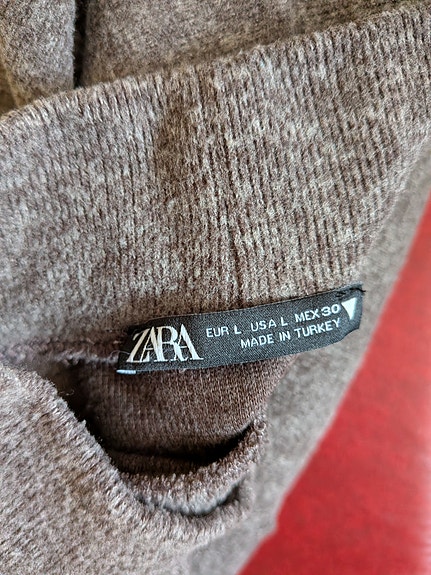 ZARA
EUR L USA L MEX 30
MADE IN TURKEY